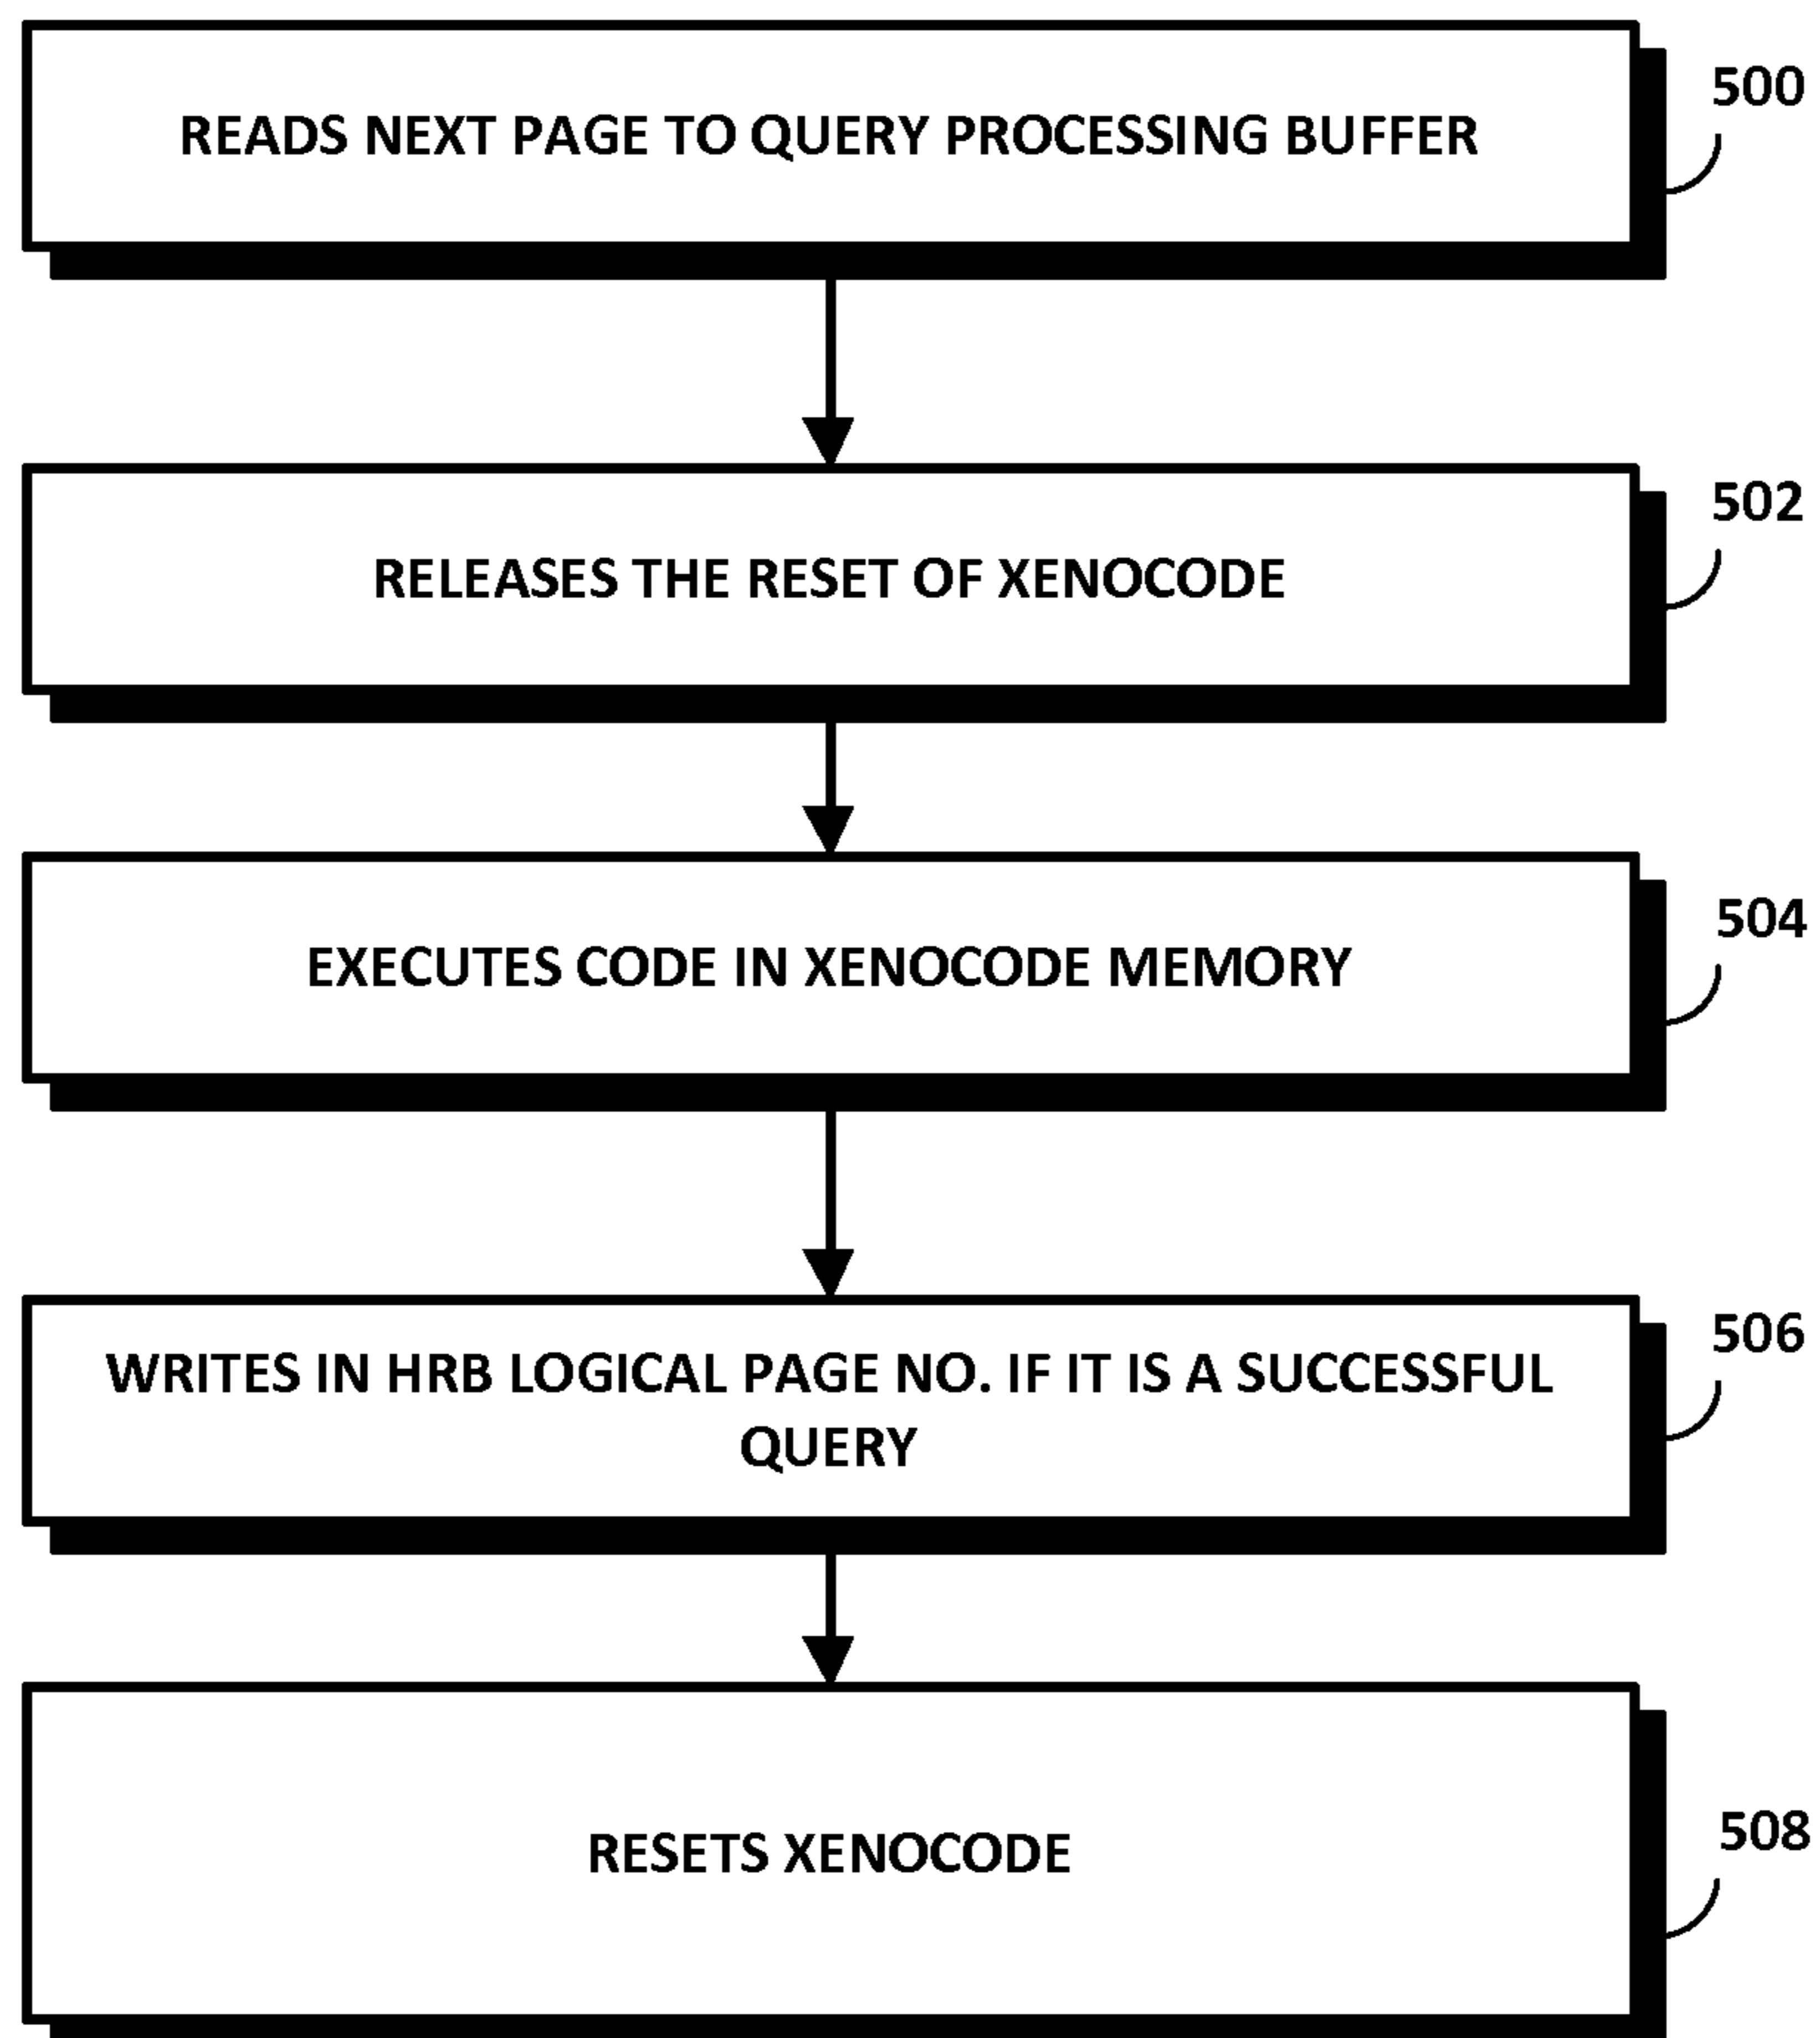 READS NEXT PAGE TO QUERY PROCESSING BUFFER
500
RELEASES THE RESET OF XENOCODE
502
EXECUTES CODE IN XENOCODE MEMORY
504
WRITES IN HRB LOGICAL PAGE NO. IF IT IS A SUCCESSFUL
QUERY
506
RESETS XENOCODE
508